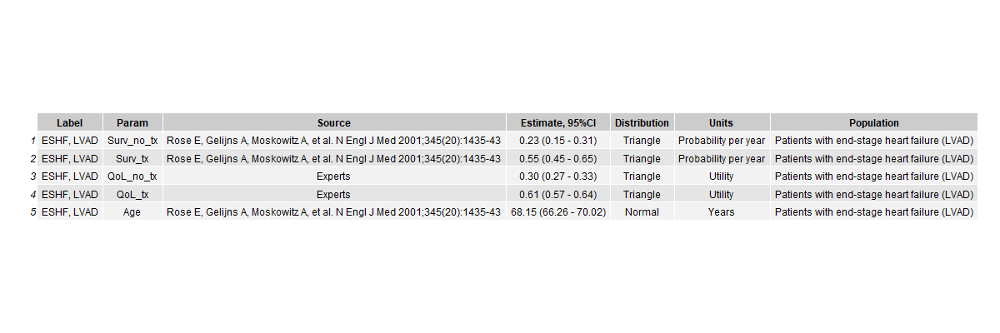 Label Param Source Estimate, 95%CI Distribution Units Population
1 ESHF, LVAD Surv_no_tx Rose E, Gelijns A, Moskowitz A, et al. N Engl J Med 2001;345(20):1435-43 0.23 (0.15 - 0.31) Triangle Probability per year Patients with end-stage heart failure (LVAD)
2 ESHF, LVAD Surv_tx Rose E, Gelijns A, Moskowitz A, et al. N Engl J Med 2001;345(20):1435-43 0.55 (0.45 - 0.65) Triangle Probability per year Patients with end-stage heart failure (LVAD)
3 ESHF, LVAD QoL_no_tx Experts 0.30 (0.27 - 0.33) Triangle Utility Patients with end-stage heart failure (LVAD)
4 ESHF, LVAD QoL_tx Experts 0.61 (0.57 - 0.64) Triangle Utility Patients with end-stage heart failure (LVAD)
5 ESHF, LVAD Age Rose E, Gelijns A, Moskowitz A, et al. N Engl J Med 2001;345(20):1435-43 68.15 (66.26 - 70.02) Normal Years Patients with end-stage heart failure (LVAD)